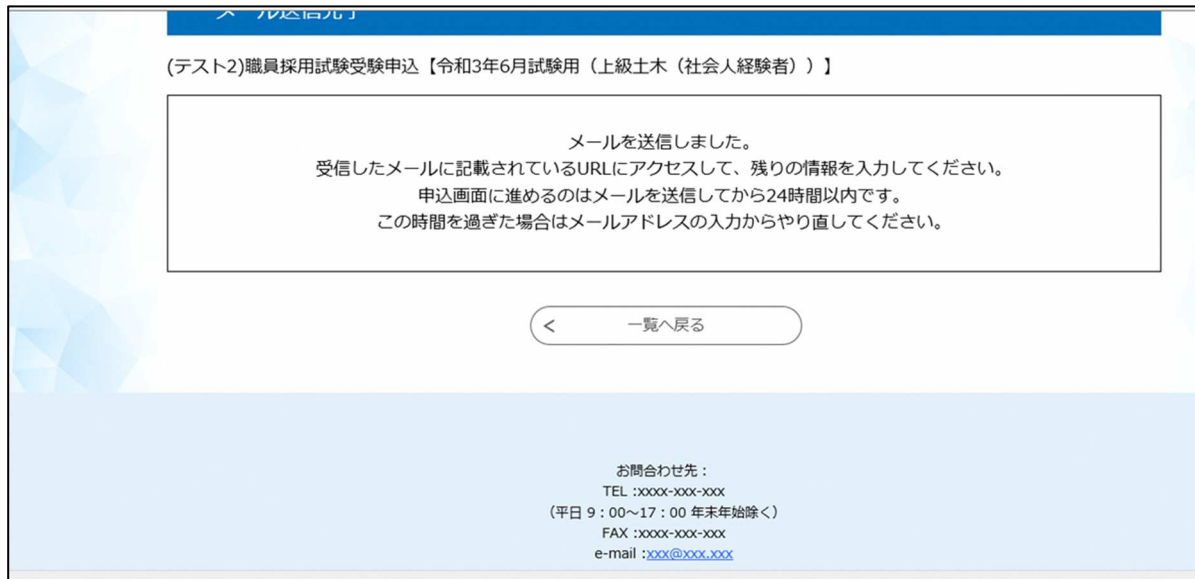 メール送信完了
(テスト2)職員採用試験受験申込【令和3年6月試験用（上級土木（社会人経験者））】
メールを送信しました。
受信したメールに記載されているURLにアクセスして、残りの情報を入力してください。
申込画面に進めるのはメールを送信してから24時間以内です。
この時間を過ぎた場合はメールアドレスの入力からやり直してください。
< 一覧へ戻る
お問合わせ先：
TEL :xxxx-xxx-xxx
（平日 9：00～17：00 年末年始除く）
FAX :xxxx-xxx-xxx
e-mail :xxx@xxx.xxx